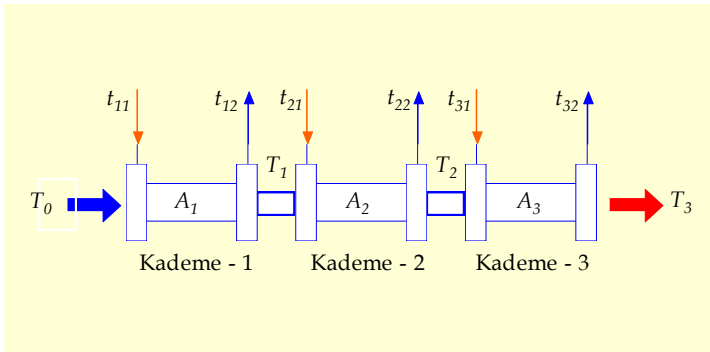 t11 t12 t21 t22 t31 t32
T1 T2
T0 A1 A2 A3 T3
Kademe - 1 Kademe - 2 Kademe - 3